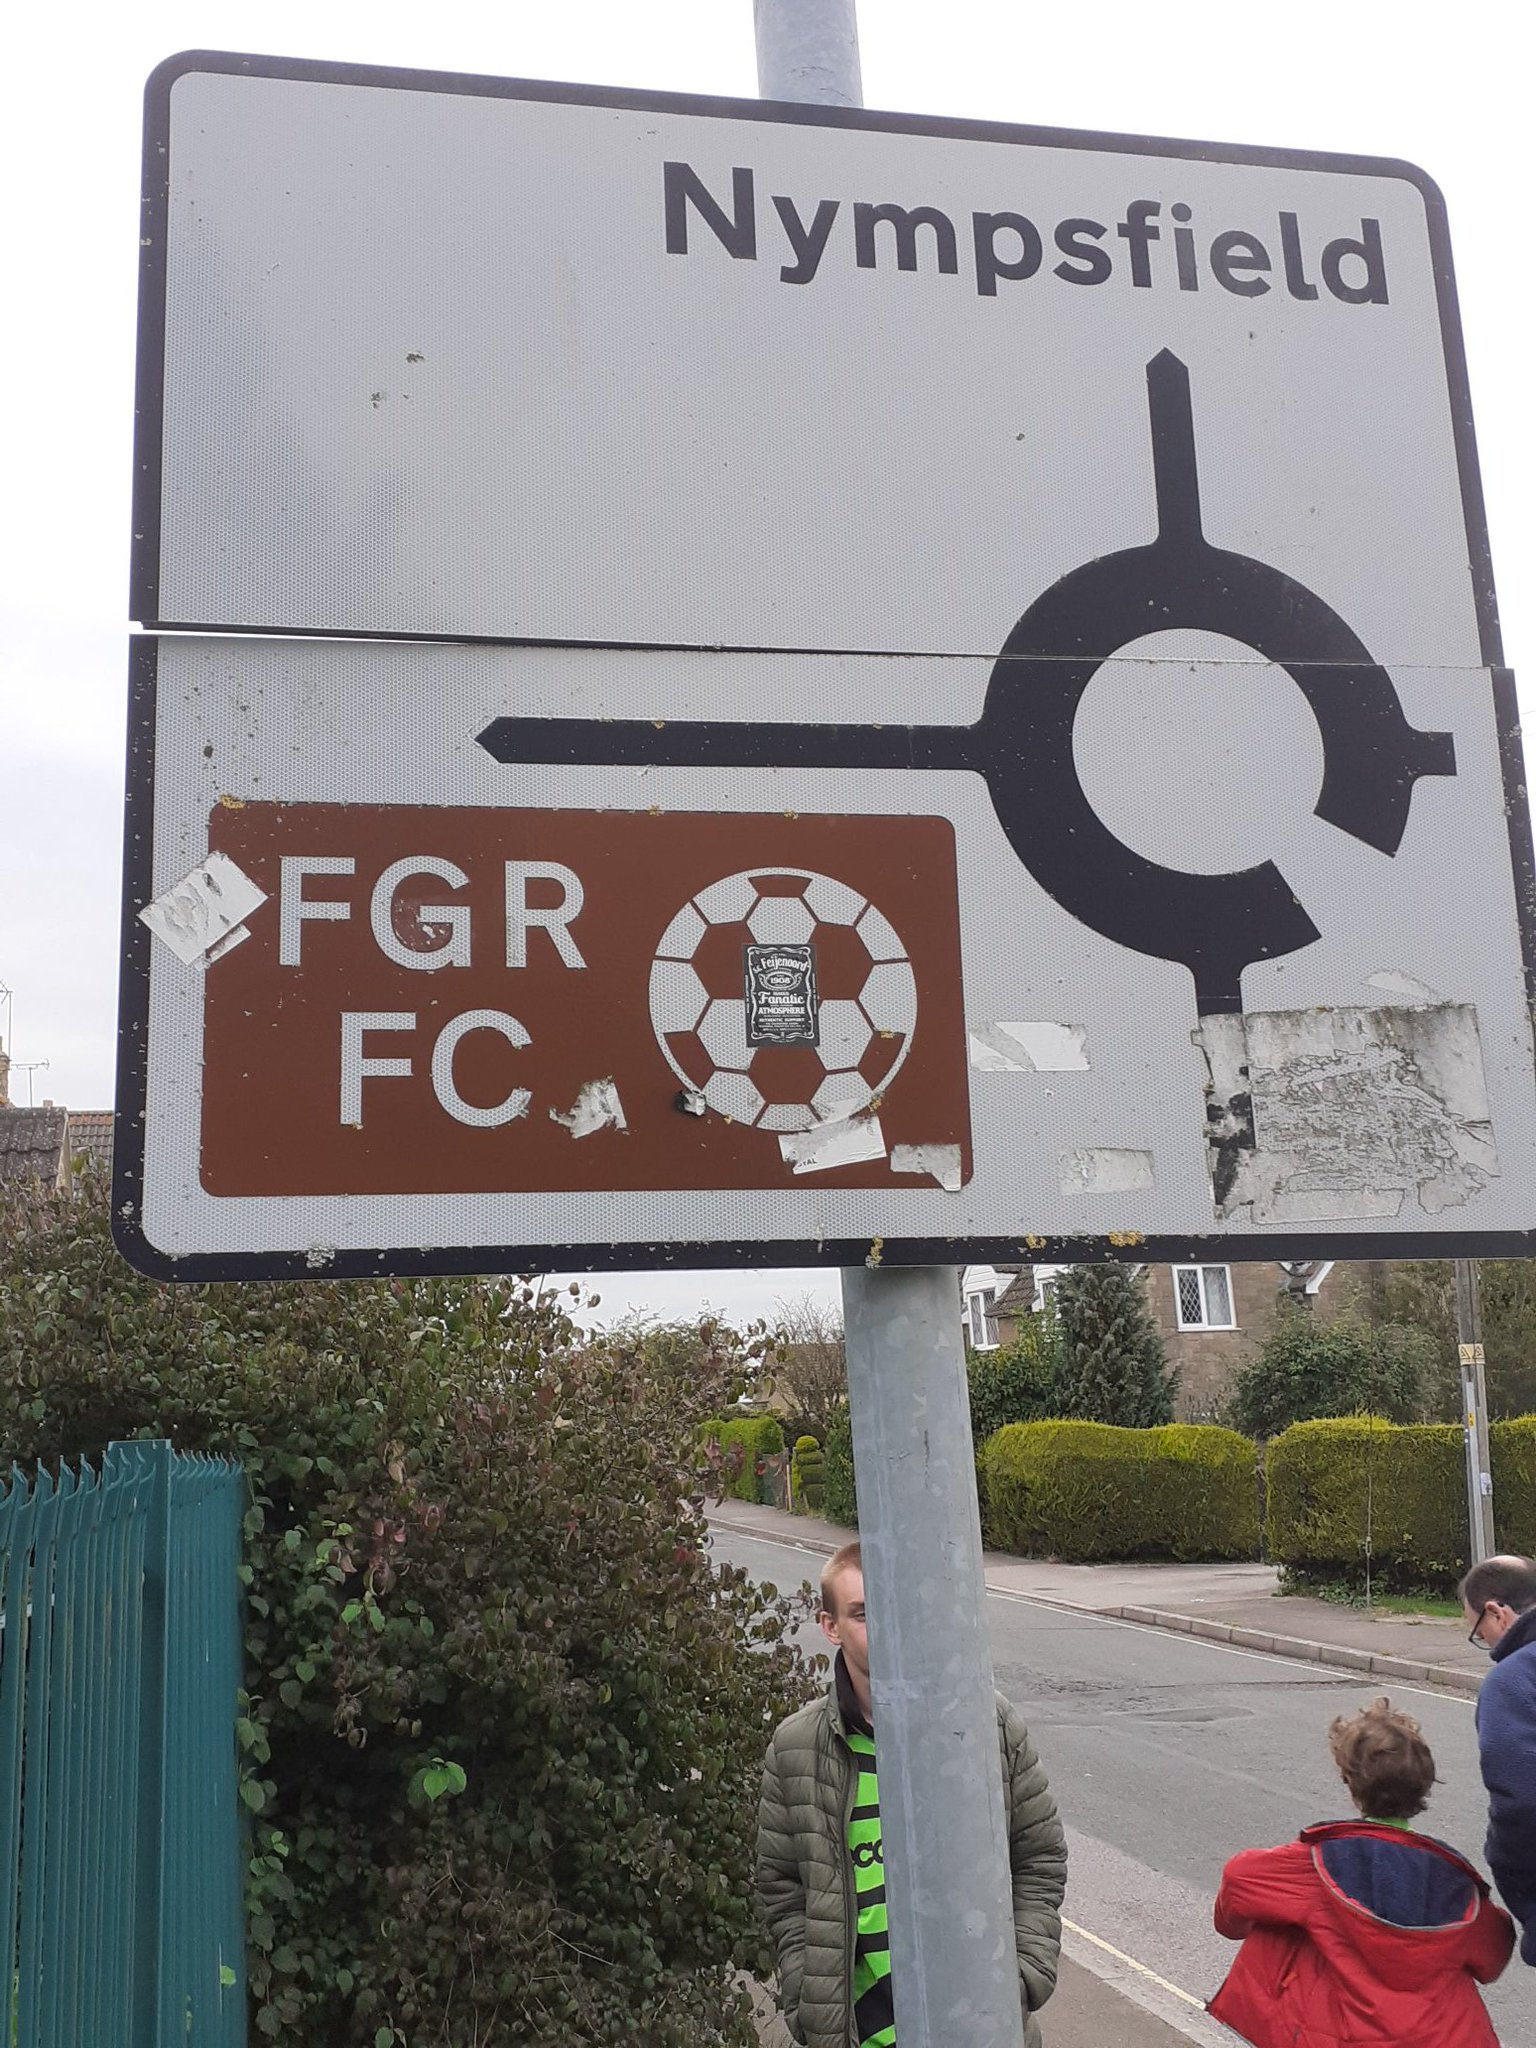 Nympsfield
FGR
FC
Feijenoord
1908
Fanatic
ATMOSPHERE